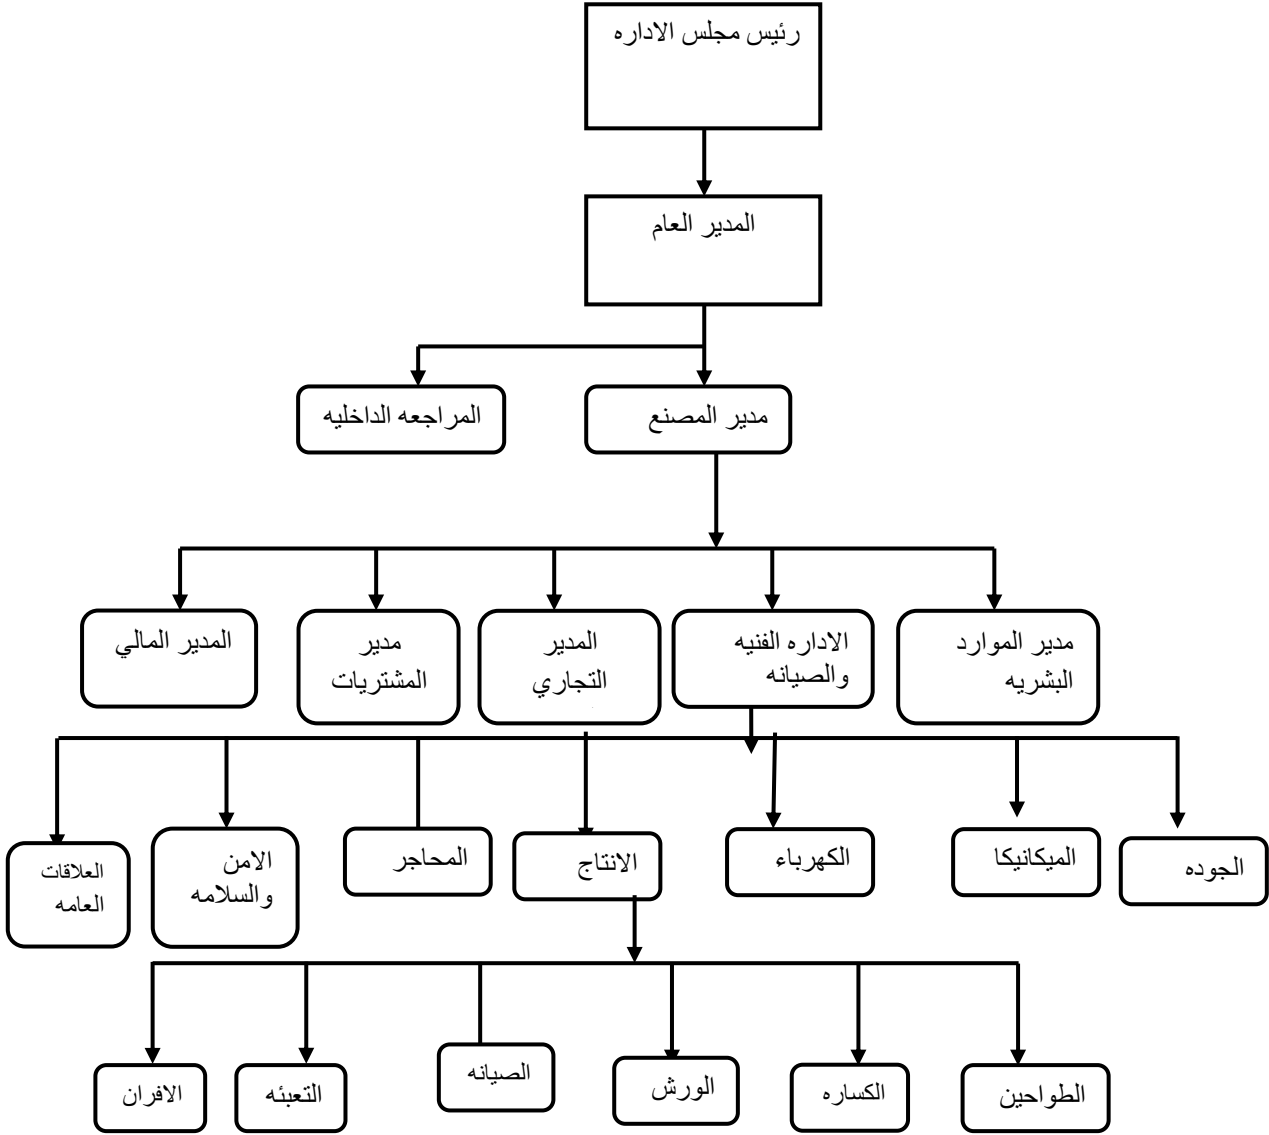 رئيس مجلس الاداره
المدير العام
مدير المصنع
المراجعه الداخليه
مدير الموارد
البشريه
الاداره الفنيه
والصيانه
المدير
التجاري
مدير
المشتريات
المدير المالي
الجوده
الميكانيكا
الكهرباء
الانتاج
المحاجر
الامن
والسلامه
العلاقات
العامه
الطواحين
الكساره
الورش
الصيانه
التعبئه
الافران